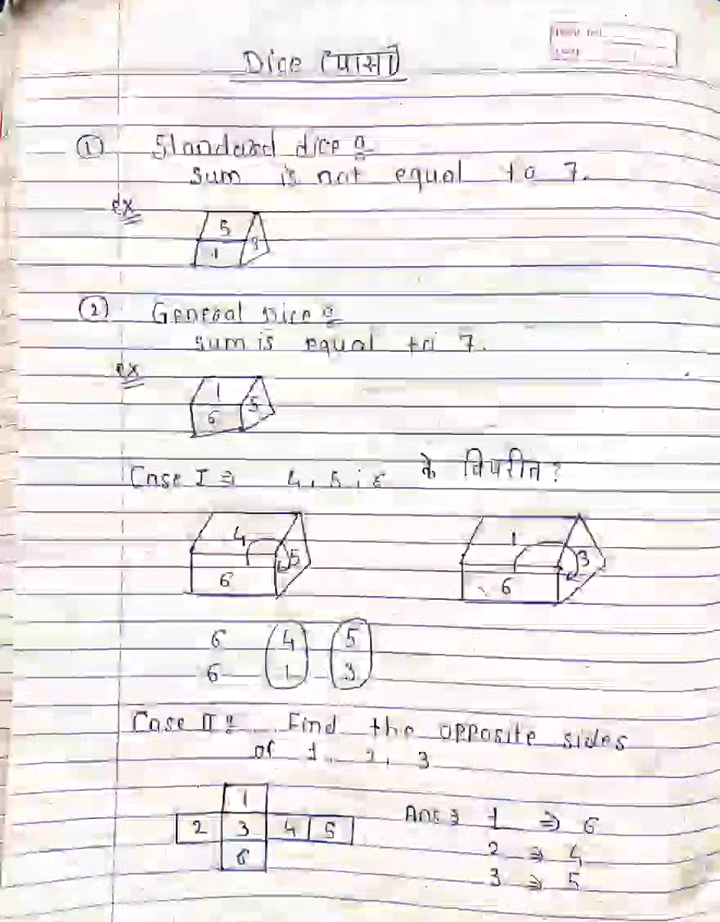 Dice (पासा)
① Standard dice :
sum is not equal to 7.
ex
5
1 3
② General Dice :
sum is equal to 7.
ex
1
6 5
Case I ⇒ 4, 5, 6 के विपरीत ?
4 5
6
1 3
6
6 4 5
6 1 3
Case II : Find the opposite sides
of 1, 2, 3
1
2 3 4 5
6
Ans ⇒ 1 ⇒ 6
2 ⇒ 4
3 ⇒ 5